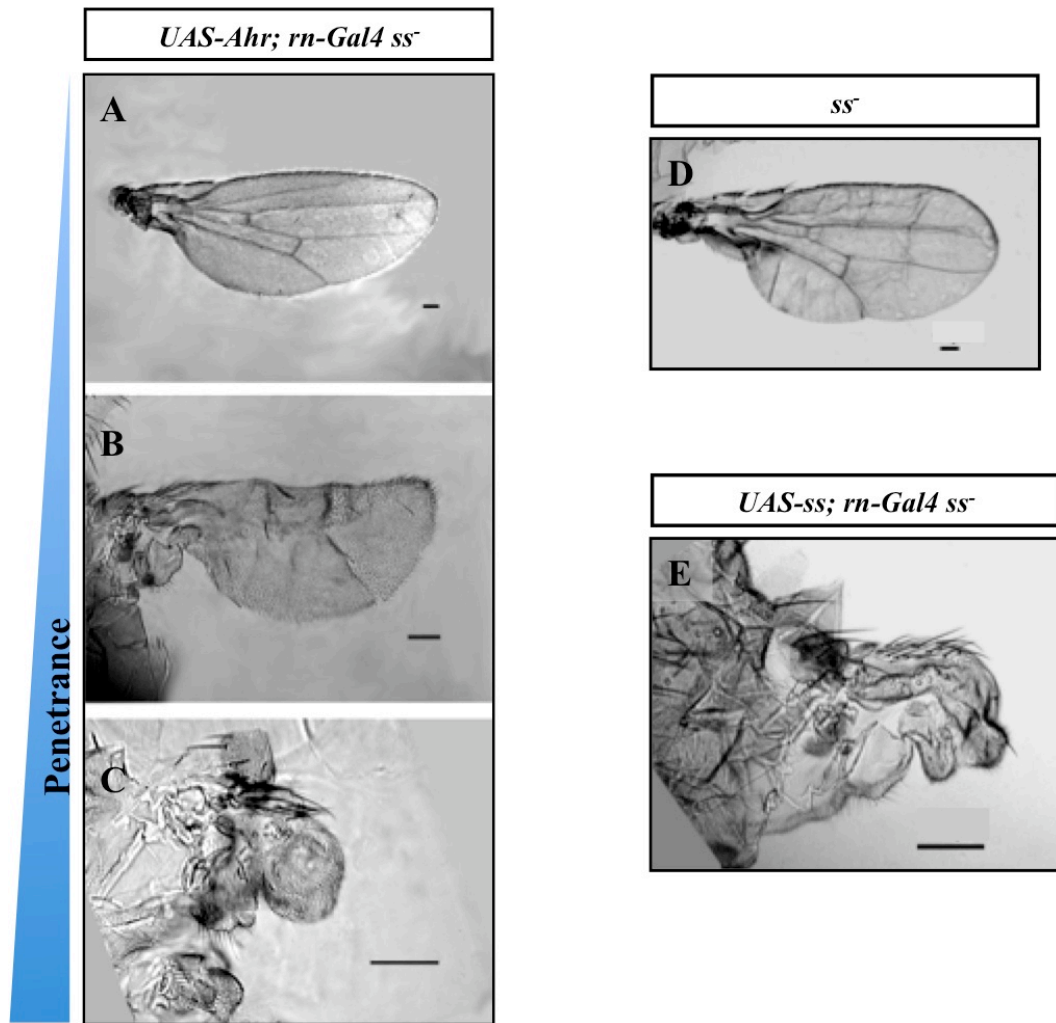 UAS-Ahr; rn-Gal4 ss-
A
B
C
Penetrance
ss-
D
UAS-ss; rn-Gal4 ss-
E